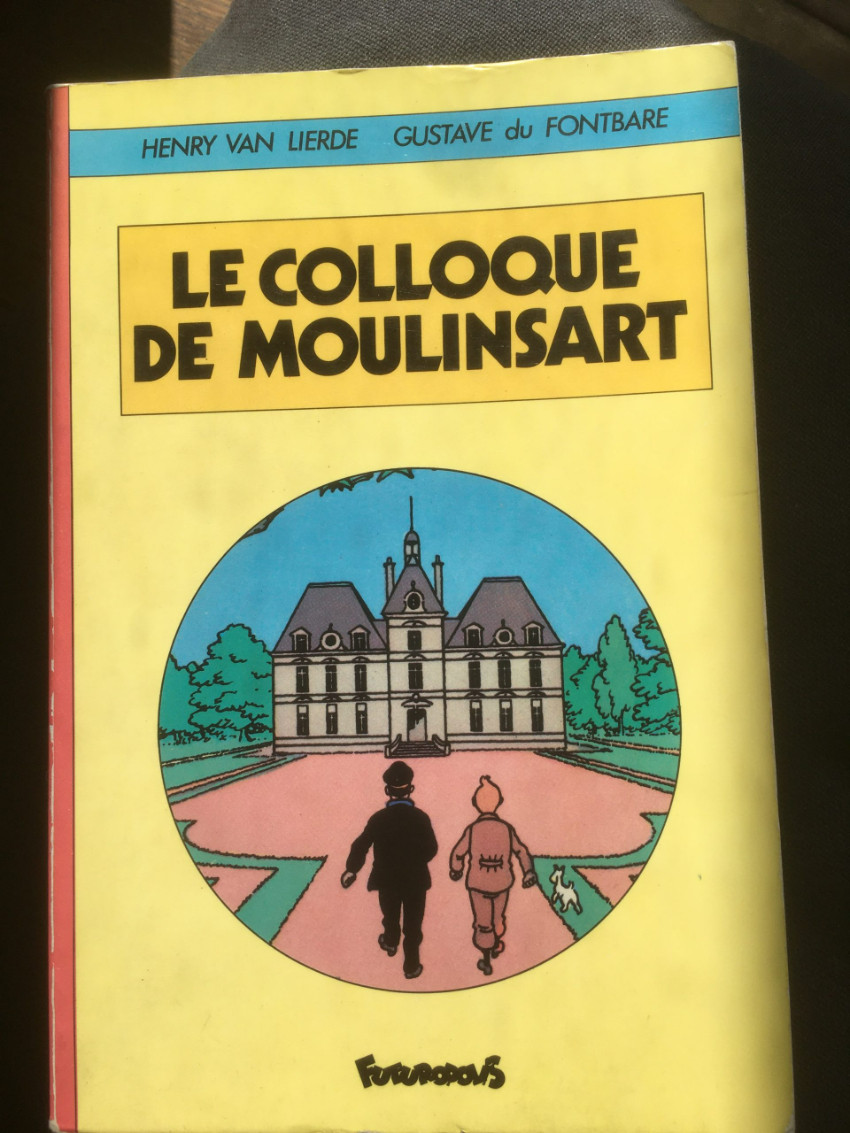 HENRY VAN LIERDE GUSTAVE du FONTBARE
LE COLLOQUE
DE MOULINSART
FUTUROPOLIS